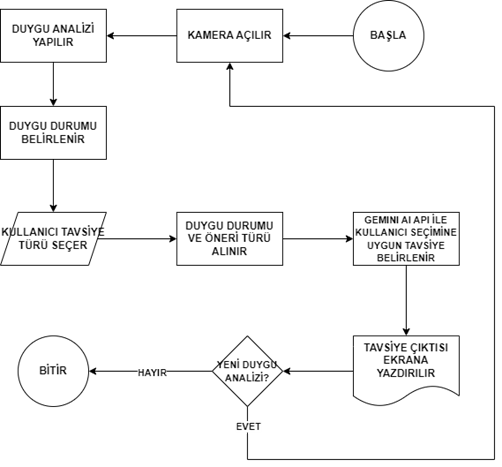 BAŞLA
KAMERA AÇILIR
DUYGU ANALİZİ
YAPILIR
DUYGU DURUMU
BELİRLENİR
KULLANICI TAVSİYE
TÜRÜ SEÇER
DUYGU DURUMU
VE ÖNERİ TÜRÜ
ALINIR
GEMINI AI API İLE
KULLANICI SEÇİMİNE
UYGUN TAVSİYE
BELİRLENİR
TAVSİYE ÇIKTISI
EKRANA
YAZDIRILIR
YENİ DUYGU
ANALİZİ?
HAYIR
BİTİR
EVET